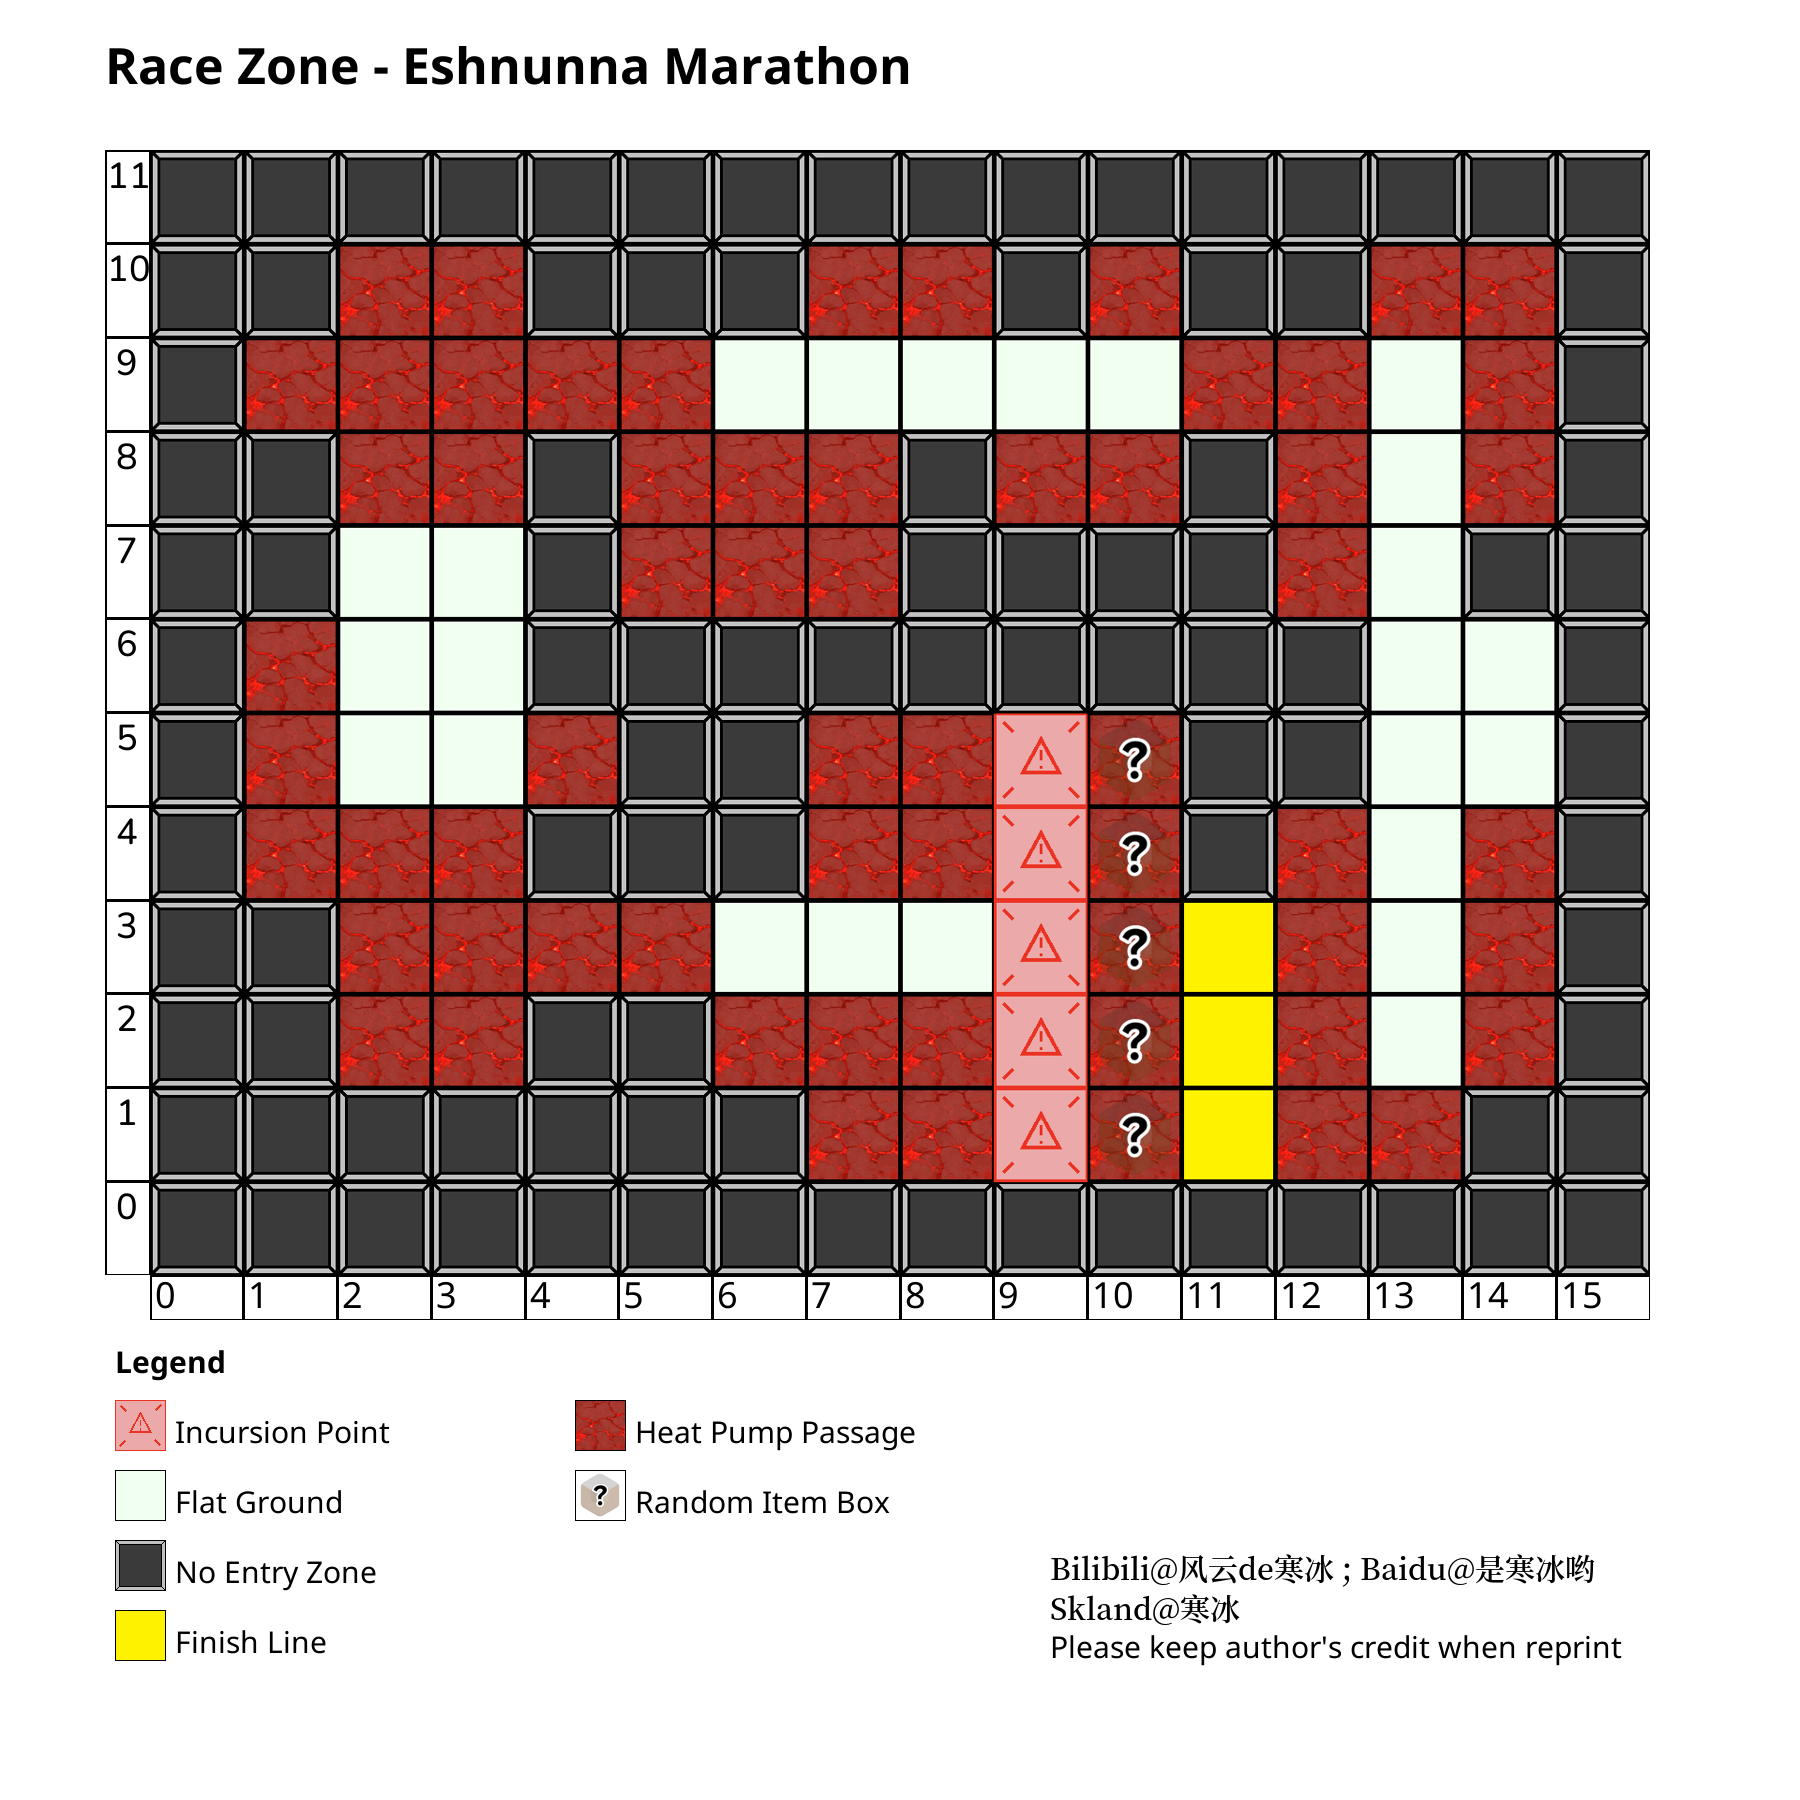 Race Zone - Eshnunna Marathon
11
10
9
8
7
6
5 ?
4 ?
3 ?
2 ?
1 ?
0
0 1 2 3 4 5 6 7 8 9 10 11 12 13 14 15
Legend
Incursion Point
Heat Pump Passage
Flat Ground
? Random Item Box
No Entry Zone
Finish Line
Bilibili@风云de寒冰 ; Baidu@是寒冰哟
Skland@寒冰
Please keep author's credit when reprint